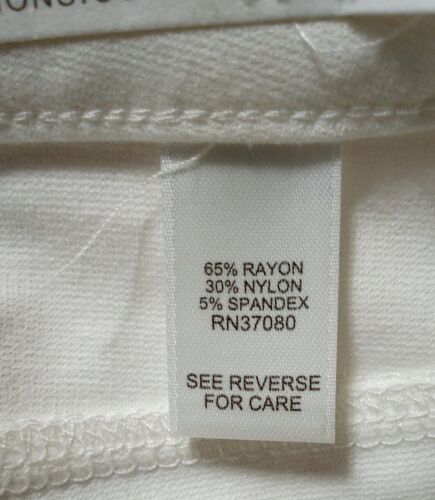 65% RAYON
30% NYLON
5% SPANDEX
RN37080
SEE REVERSE
FOR CARE